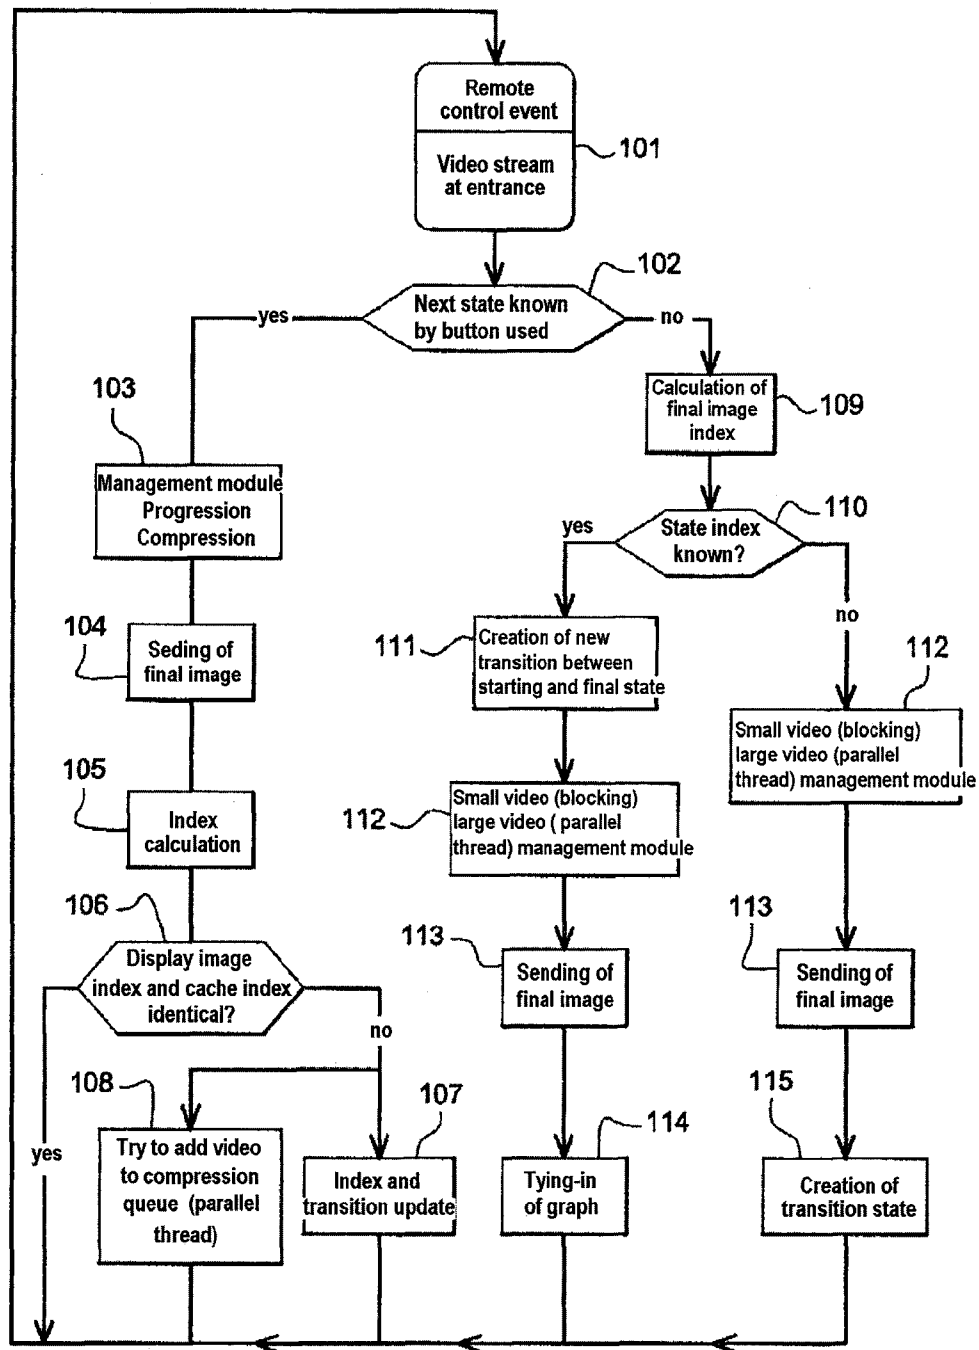 Remote
control event
101
Video stream
at entrance
102
Next state known
by button used
yes
no
103
Management module
Progression
Compression
Calculation of
final image
index
109
110
State index
known?
yes
no
104
Seding of
final image
111
Creation of new
transition between
starting and final state
112
Small video (blocking)
large video (parallel
thread) management module
105
Index
calculation
112
Small video (blocking)
large video ( parallel
thread) management module
106
Display image
index and cache index
identical?
yes
no
113
Sending of
final image
113
Sending of
final image
108
Try to add video
to compression
queue (parallel
thread)
107
Index and
transition update
114
Tying-in
of graph
115
Creation of
transition state